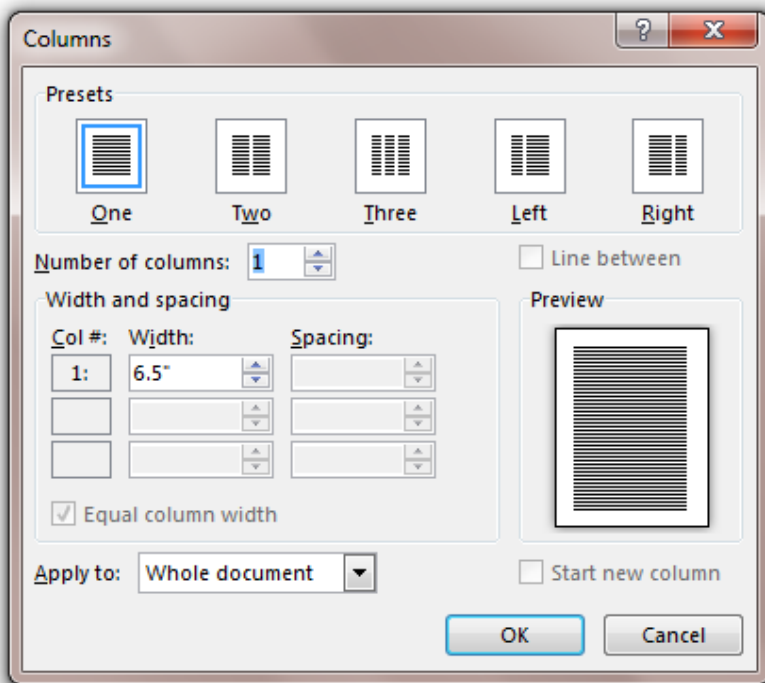 Columns
Presets
One Two Three Left Right
Number of columns: 1 Line between
Width and spacing Preview
Col #: Width: Spacing:
1: 6.5"
Equal column width
Apply to: Whole document Start new column
OK Cancel